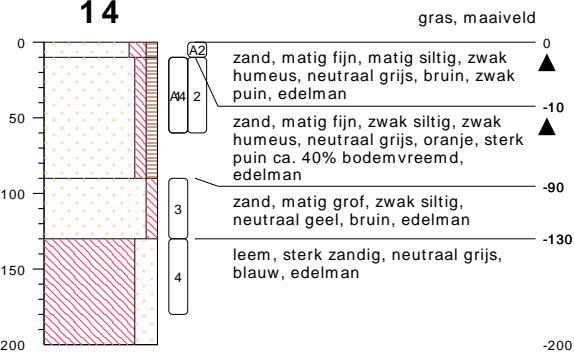 14
gras, maaiveld
0
A2
0
zand, matig fijn, matig siltig, zwak
humeus, neutraal grijs, bruin, zwak
puin, edelman
2
-10
50
zand, matig fijn, zwak siltig, zwak
humeus, neutraal grijs, oranje, sterk
puin ca. 40% bodemvreemd,
edelman
-90
100
3
zand, matig grof, zwak siltig,
neutraal geel, bruin, edelman
-130
150
4
leem, sterk zandig, neutraal grijs,
blauw, edelman
200
-200